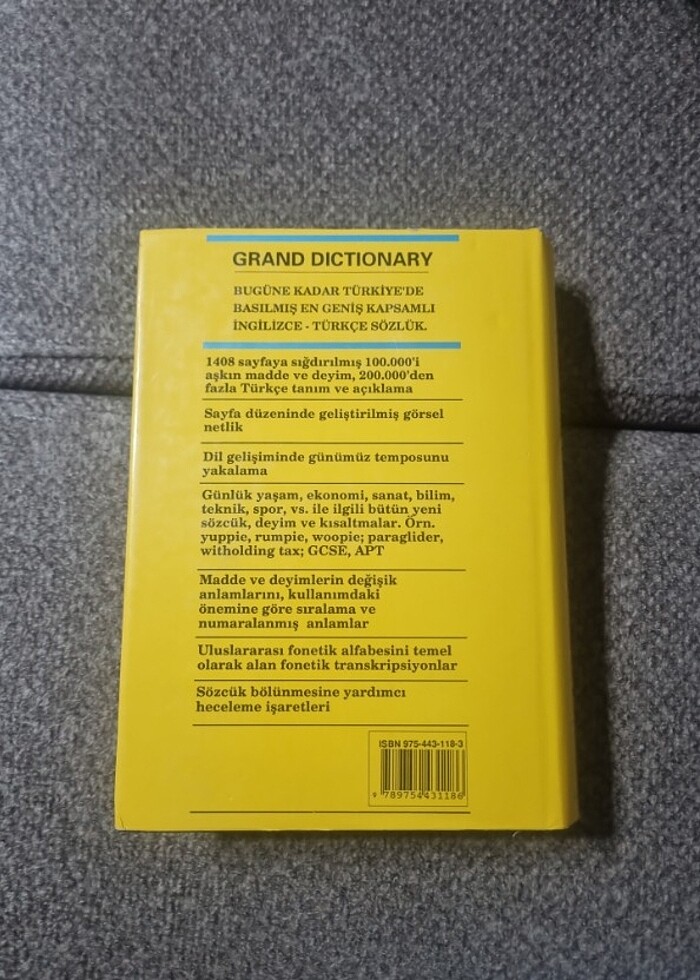 GRAND DICTIONARY
BUGÜNE KADAR TÜRKİYE'DE
BASILMIŞ EN GENİŞ KAPSAMLI
İNGİLİZCE - TÜRKÇE SÖZLÜK.
1408 sayfaya sığdırılmış 100.000'i
aşkın madde ve deyim, 200.000'den
fazla Türkçe tanım ve açıklama
Sayfa düzeninde geliştirilmiş görsel
netlik
Dil gelişiminde günümüz temposunu
yakalama
Günlük yaşam, ekonomi, sanat, bilim,
teknik, spor, vs. ile ilgili bütün yeni
sözcük, deyim ve kısaltmalar. Örn.
yuppie, rumpie, woopie; paraglider,
witholding tax; GCSE, APT
Madde ve deyimlerin değişik
anlamlarını, kullanımdaki
önemine göre sıralama ve
numaralanmış anlamlar
Uluslararası fonetik alfabesini temel
olarak alan fonetik transkripsiyonlar
Sözcük bölünmesine yardımcı
heceleme işaretleri
ISBN 975-443-118-3
9 789754 431186